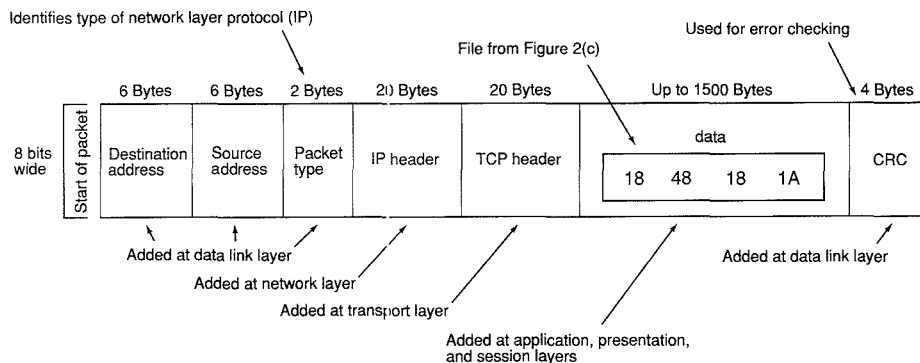 Identifies type of network layer protocol (IP)
Used for error checking
File from Figure 2(c)
6 Bytes
6 Bytes
2 Bytes
20 Bytes
20 Bytes
Up to 1500 Bytes
4 Bytes
8 bits
wide
Start of packet
Destination
address
Source
address
Packet
type
IP header
TCP header
data
18 48 18 1A
CRC
Added at data link layer
Added at data link layer
Added at network layer
Added at transport layer
Added at application, presentation,
and session layers